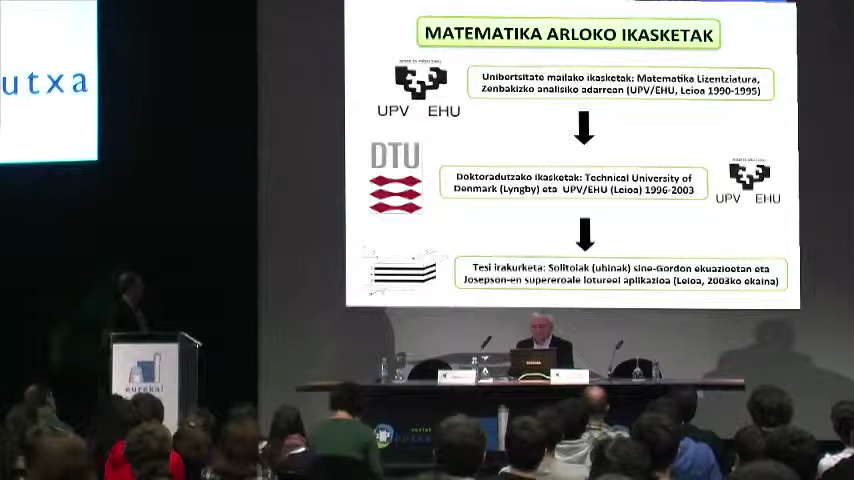 utxa
MATEMATIKA ARLOKO IKASKETAK
UPV EHU
Unibertsitate mailako ikasketak: Matematika Lizentziatura,
Zenbakizko analisiko adarrean (UPV/EHU, Leioa 1990-1995)
DTU
Doktoradutzako ikasketak: Technical University of
Denmark (Lyngby) eta UPV/EHU (Leioa) 1996-2003
UPV EHU
Tesi irakurketa: Solitoiak (uhinak) sine-Gordon ekuazioetan eta
Josepson-en supereroale lotureel aplikazioa (Leioa, 2003ko ekaina)
eureka!